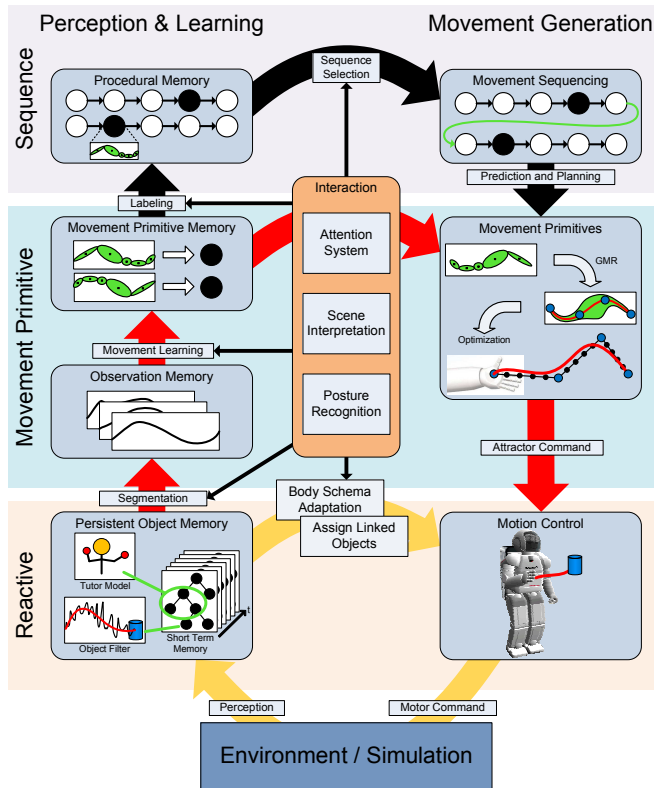 Perception & Learning
Movement Generation
Sequence
Procedural Memory
Sequence
Selection
Movement Sequencing
Prediction and Planning
Labeling
Interaction
Movement Primitive
Movement Primitive Memory
Attention
System
Movement Primitives
GMR
Optimization
Scene
Interpretation
Movement Learning
Observation Memory
Posture
Recognition
Attractor Command
Segmentation
Body Schema
Adaptation
Assign Linked
Objects
Reactive
Persistent Object Memory
Tutor Model
Object Filter
Short Term
Memory
t
Motion Control
Perception
Motor Command
Environment / Simulation